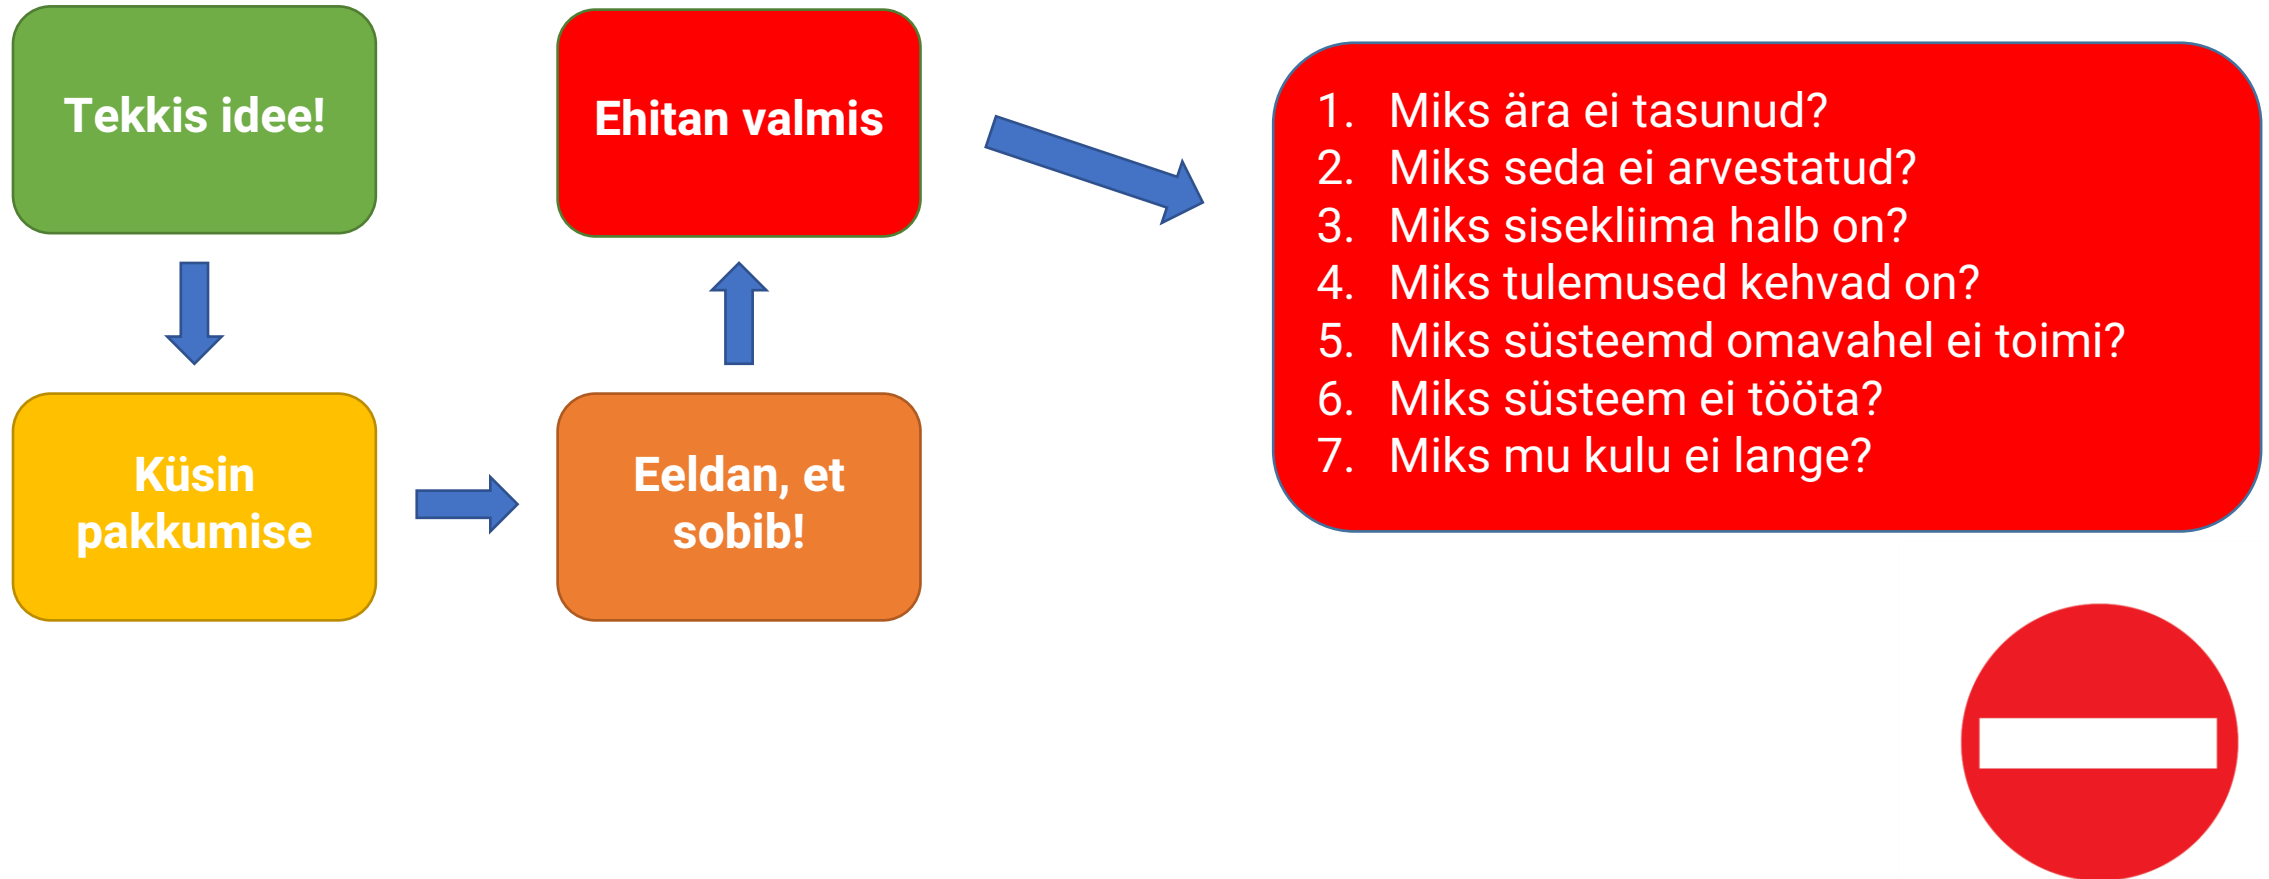 Tekkis idee!
Küsin
pakkumise
Eeldan, et
sobib!
Ehitan valmis
1. Miks ära ei tasunud?
2. Miks seda ei arvestatud?
3. Miks sisekliima halb on?
4. Miks tulemused kehvad on?
5. Miks süsteemd omavahel ei toimi?
6. Miks süsteem ei tööta?
7. Miks mu kulu ei lange?